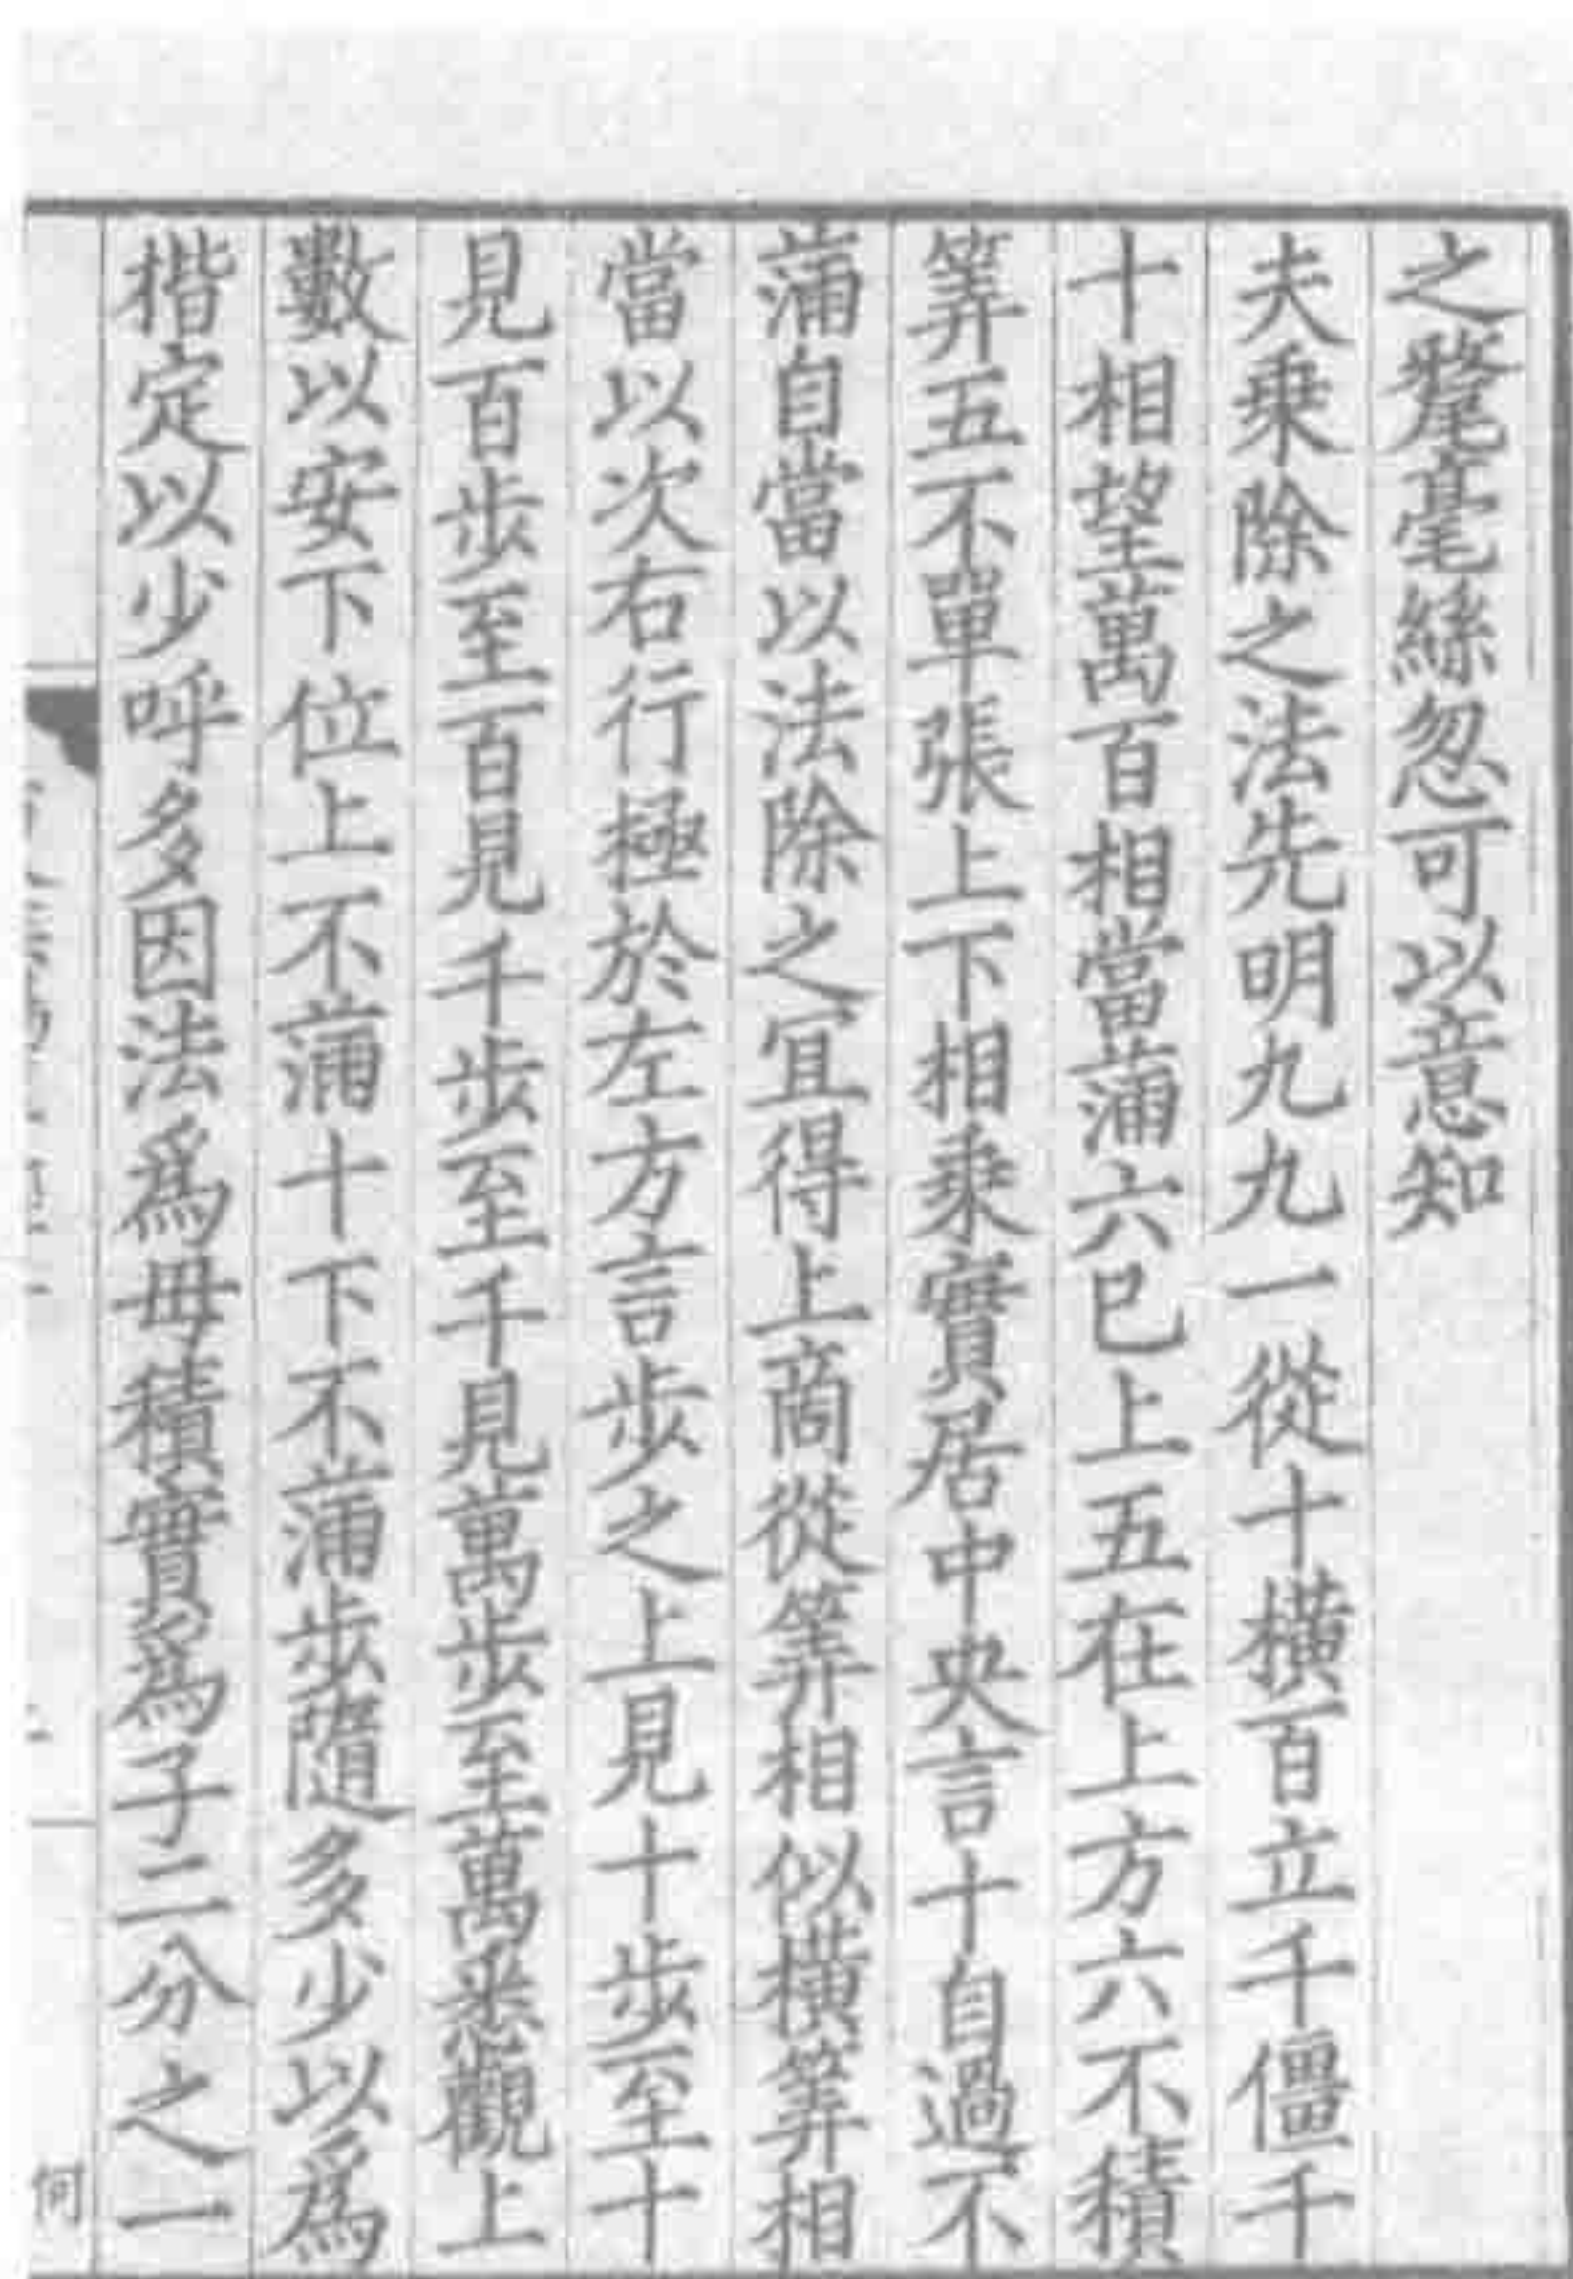 之氂毫絲忽可以意知
夫乗除之法先明九九一從十橫百立千僵千
十相望萬百相當滿六已上五在上方六不積
筭五不單張上下相乗實居中央言十自過不
滿自當以法除之宜得上商從筭相似橫筭相
當以次右行極於左方言步之上見十步至十
見百步至百見千步至千見萬步至萬悉觀上
數以安下位上不滿十下不滿步隨多少以爲
楷定以少呼多因法爲母積實爲子二分之一
何